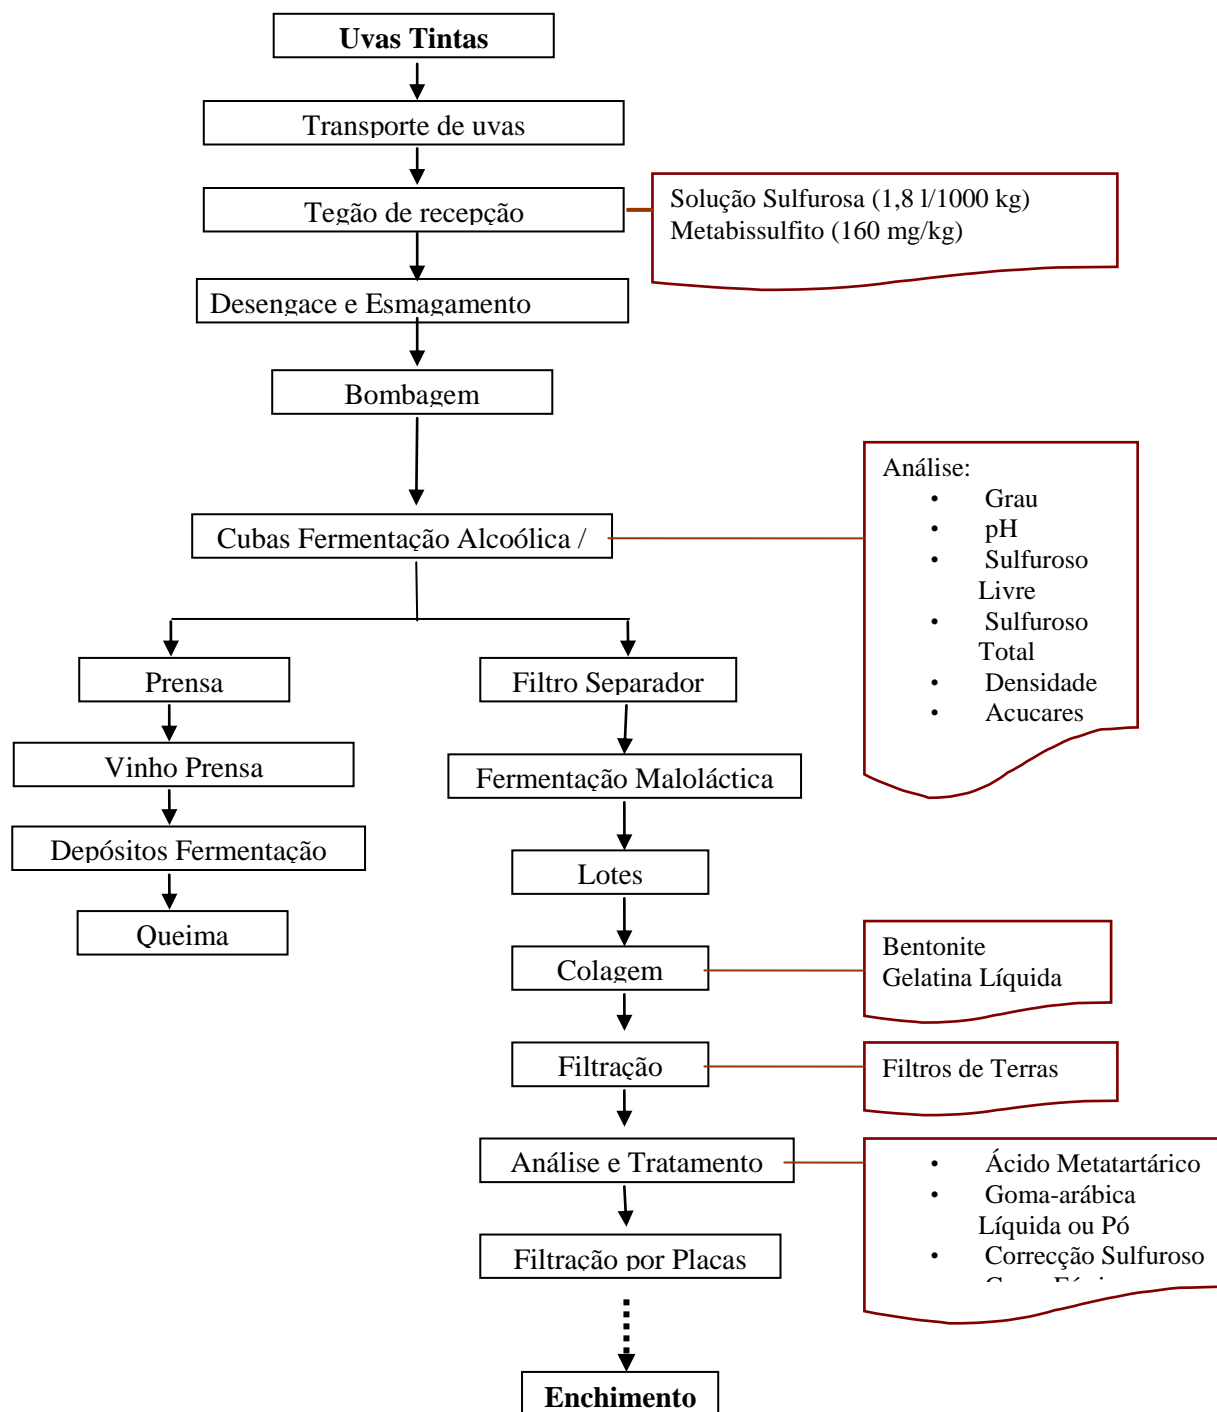 Uvas Tintas
Transporte de uvas
Tegão de recepção
Solução Sulfurosa (1,8 l/1000 kg)
Metabissulfito (160 mg/kg)
Desengace e Esmagamento
Bombagem
Cubas Fermentação Alcoólica /
Análise:
• Grau
• pH
• Sulfuroso
Livre
• Sulfuroso
Total
• Densidade
• Açucares
Prensa
Filtro Separador
Vinho Prensa
Fermentação Maloláctica
Depósitos Fermentação
Lotes
Queima
Colagem
Bentonite
Gelatina Líquida
Filtração
Filtros de Terras
Análise e Tratamento
• Ácido Metatartárico
• Goma-arábica
Líquida ou Pó
• Correcção Sulfuroso
Filtração por Placas
Enchimento